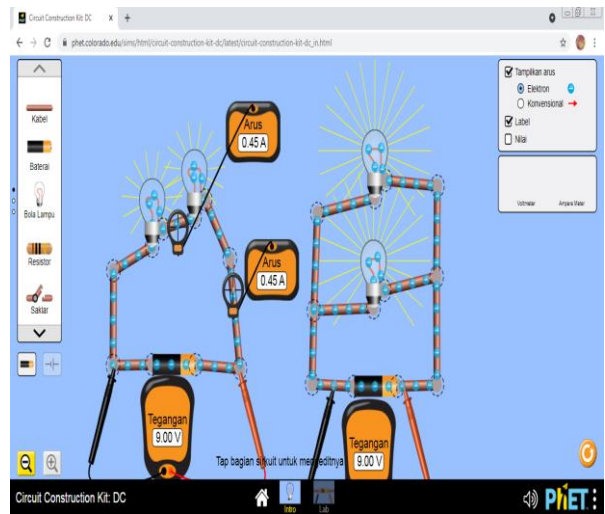 Circuit Construction Kit: DC
phet.colorado.edu/sims/html/circuit-construction-kit-dc/latest/circuit-construction-kit-dc_in.html
Kabel
Baterai
Bola Lampu
Resistor
Saklar
Arus
0.45 A
Arus
0.45 A
Tegangan
9.00 V
Tegangan
9.00 V
Tap bagian sirkuit untuk mengeditnya
Tampilkan arus
Elektron
Konvensional
Label
Nilai
Voltmeter
Ampere Meter
Circuit Construction Kit: DC
Intro
Lab
PhET